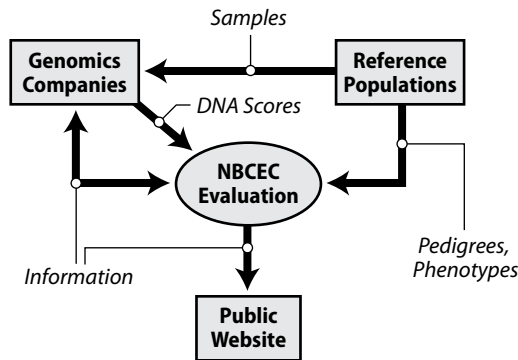 Samples
Genomics
Companies
Reference
Populations
DNA Scores
NBCEC
Evaluation
Information
Pedigrees,
Phenotypes
Public
Website